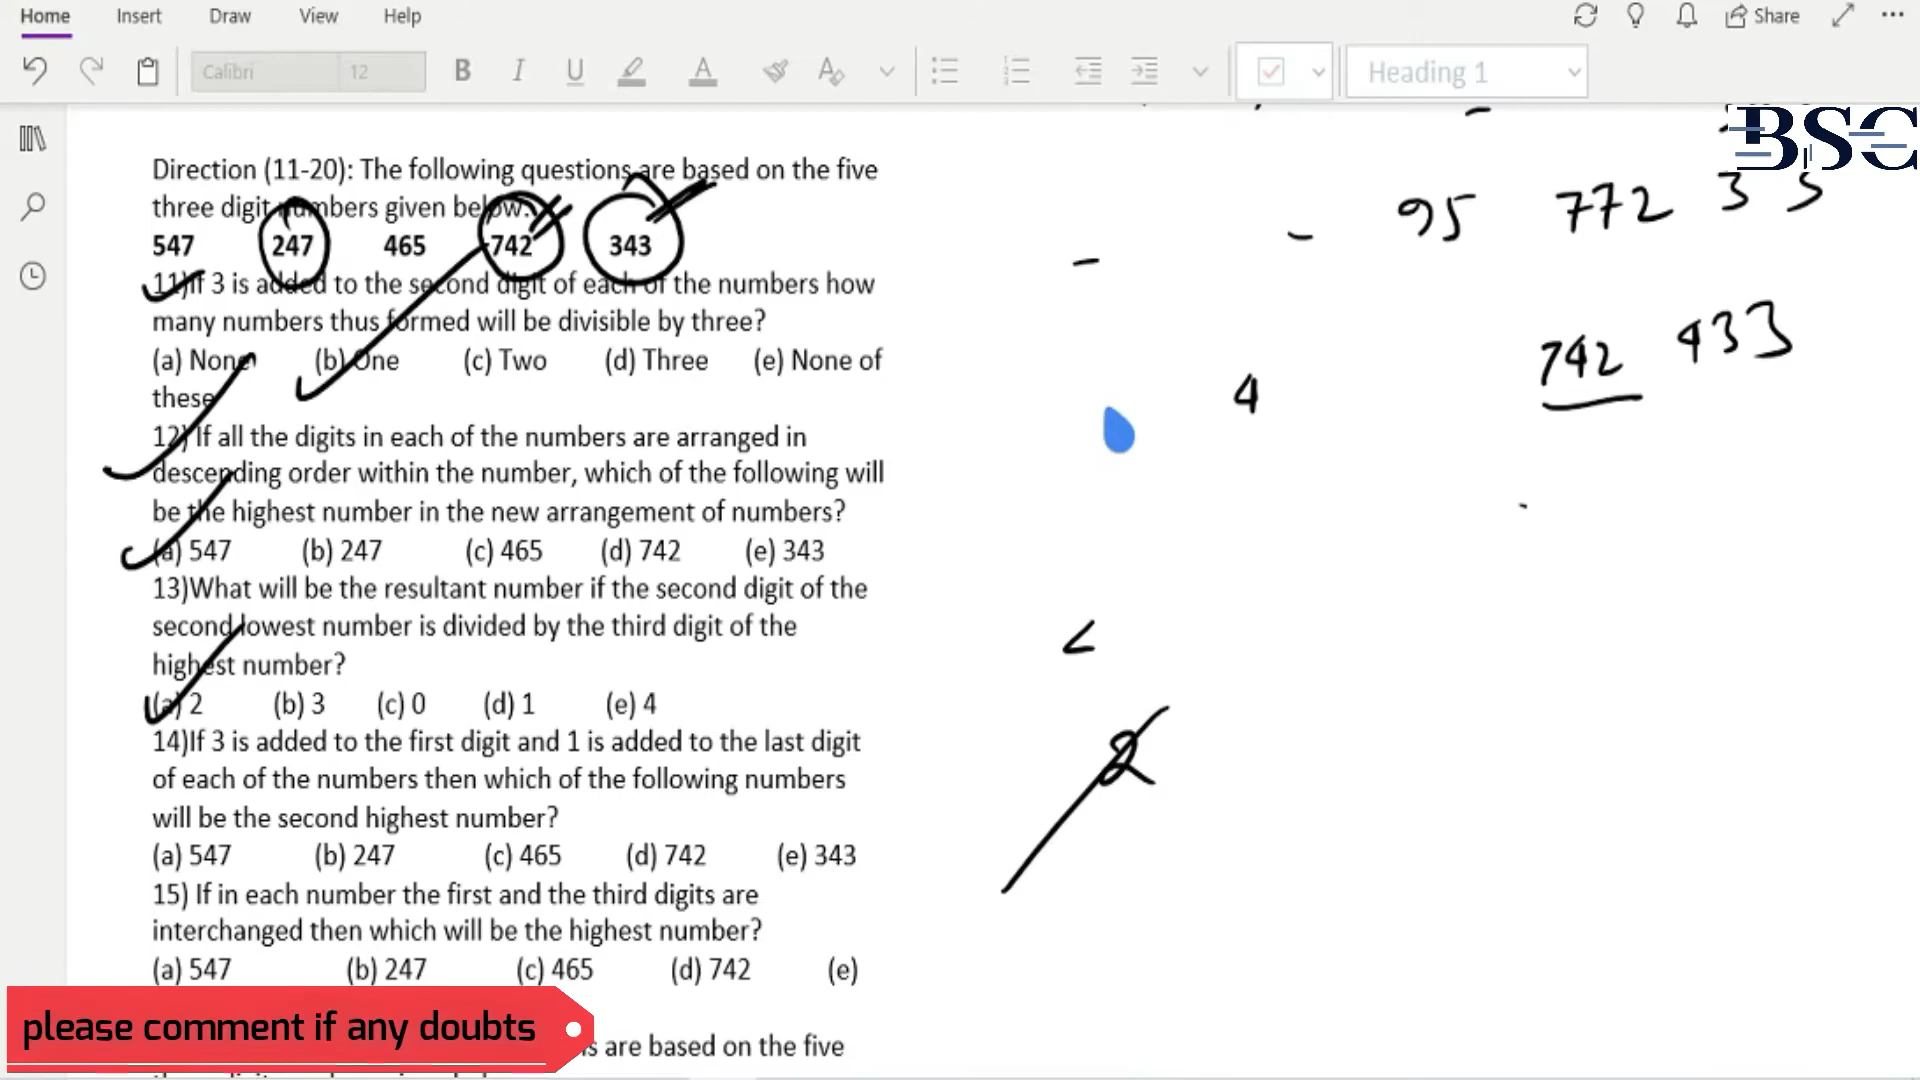 Home Insert Draw View Help Share
Calibri 12 B I U A Heading 1
BSC
Direction (11-20): The following questions are based on the five
three digit numbers given below:
547 247 465 742 343
11)If 3 is added to the second digit of each of the numbers how
many numbers thus formed will be divisible by three?
(a) None (b) One (c) Two (d) Three (e) None of
these
12) If all the digits in each of the numbers are arranged in
descending order within the number, which of the following will
be the highest number in the new arrangement of numbers?
(a) 547 (b) 247 (c) 465 (d) 742 (e) 343
13)What will be the resultant number if the second digit of the
second lowest number is divided by the third digit of the
highest number?
(a) 2 (b) 3 (c) 0 (d) 1 (e) 4
14)If 3 is added to the first digit and 1 is added to the last digit
of each of the numbers then which of the following numbers
will be the second highest number?
(a) 547 (b) 247 (c) 465 (d) 742 (e) 343
15) If in each number the first and the third digits are
interchanged then which will be the highest number?
(a) 547 (b) 247 (c) 465 (d) 742 (e)
are based on the five
95 772 33
742 433
4
2
please comment if any doubts